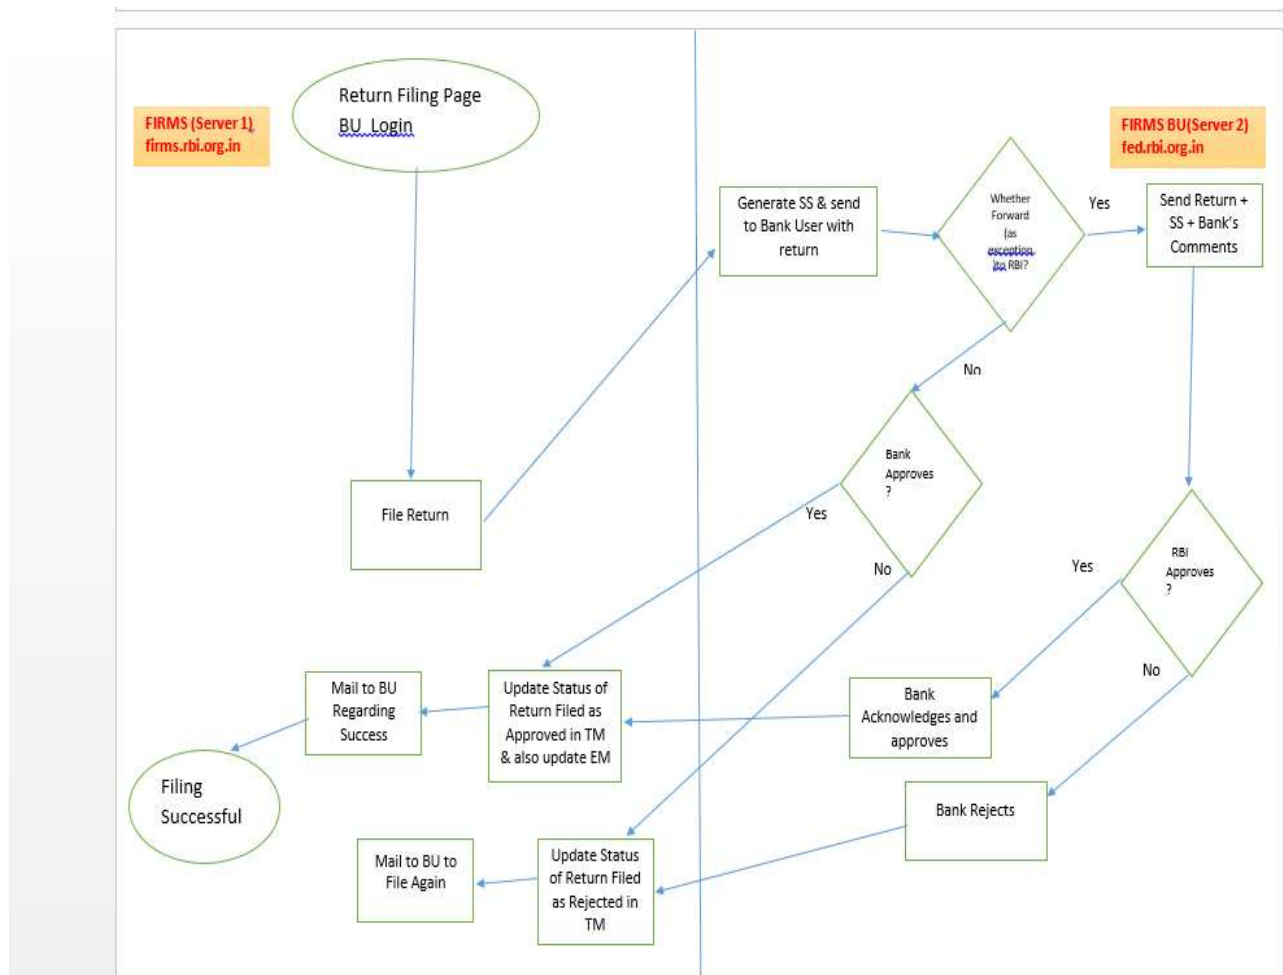 Return Filing Page
BU Login
FIRMS (Server 1)
firms.rbi.org.in
FIRMS BU(Server 2)
fed.rbi.org.in
Generate SS & send
to Bank User with
return
Whether
Forward
(as
exception
)to RBI?
Yes
Send Return +
SS + Bank's
Comments
No
Bank
Approves
?
Yes
No
File Return
RBI
Approves
?
Yes
No
Mail to BU
Regarding
Success
Update Status of
Return Filed as
Approved in TM
& also update EM
Bank
Acknowledges and
approves
Filing
Successful
Bank Rejects
Mail to BU to
File Again
Update Status
of Return Filed
as Rejected in
TM